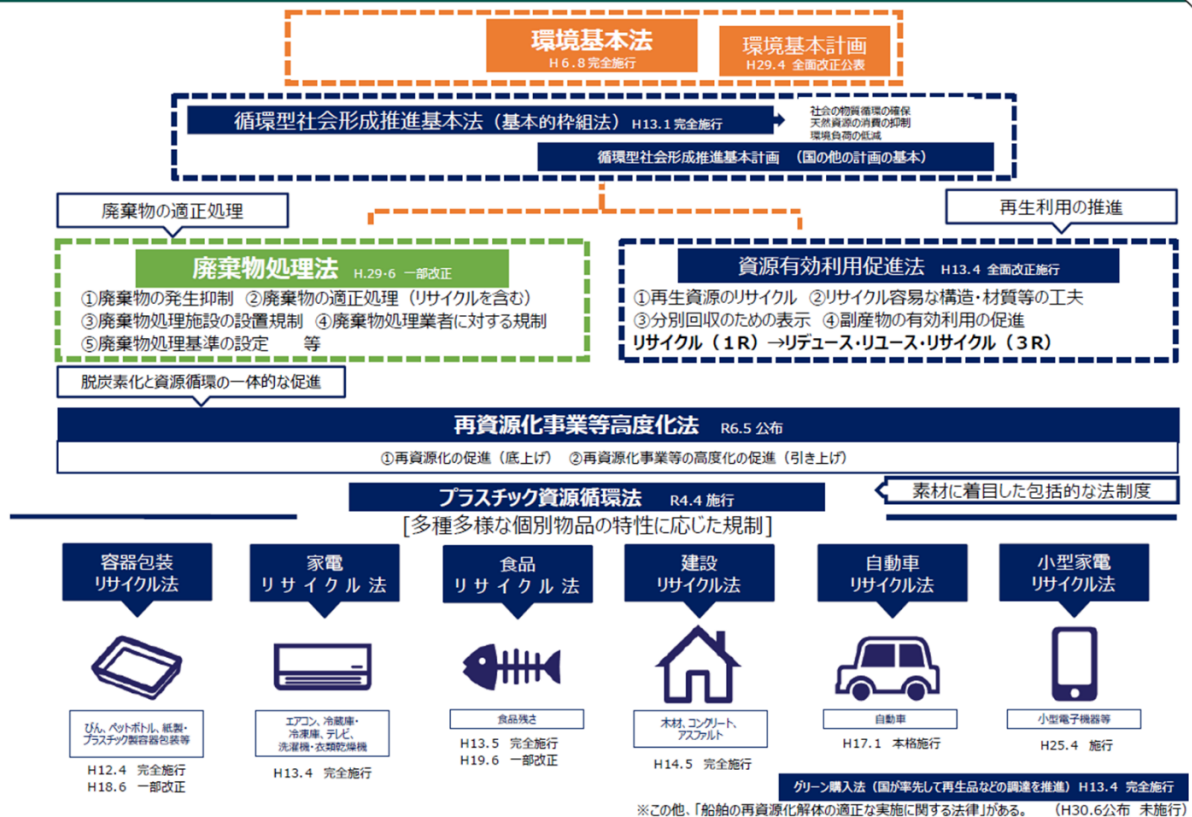 環境基本法
H6.8完全施行
環境基本計画
H29.4 全面改正公表
循環型社会形成推進基本法(基本的枠組法) H13.1 完全施行
社会の物質循環の確保
天然資源の消費の抑制
環境負荷の低減
循環型社会形成推進基本計画 (国の他の計画の基本)
廃棄物の適正処理
再生利用の推進
廃棄物処理法 H.29・6 一部改正
①廃棄物の発生抑制 ②廃棄物の適正処理(リサイクルを含む)
③廃棄物処理施設の設置規制 ④廃棄物処理業者に対する規制
⑤廃棄物処理基準の設定 等
資源有効利用促進法 H13.4 全面改正施行
①再生資源のリサイクル ②リサイクル容易な構造・材質等の工夫
③分別回収のための表示 ④副産物の有効利用の促進
リサイクル(1R)→リデュース・リユース・リサイクル(3R)
脱炭素化と資源循環の一体的な促進
再資源化事業等高度化法 R6.5 公布
①再資源化の促進(底上げ) ②再資源化事業等の高度化の促進(引き上げ)
プラスチック資源循環法 R4.4 施行
素材に着目した包括的な法制度
[多種多様な個別物品の特性に応じた規制]
容器包装
リサイクル法
びん、ペットボトル、紙製・
プラスチック製容器包装等
H12.4 完全施行
H18.6 一部改正
家電
リサイクル法
エアコン、冷蔵庫・
冷凍庫、テレビ、
洗濯機・衣類乾燥機
H13.4 完全施行
食品
リサイクル法
食品残さ
H13.5 完全施行
H19.6 一部改正
建設
リサイクル法
木材、コンクリート、
アスファルト
H14.5 完全施行
自動車
リサイクル法
自動車
H17.1 本格施行
小型家電
リサイクル法
小型電子機器等
H25.4 施行
グリーン購入法(国が率先して再生品などの調達を推進) H13.4 完全施行
※この他、「船舶の再資源化解体の適正な実施に関する法律」がある。 (H30.6公布 未施行)